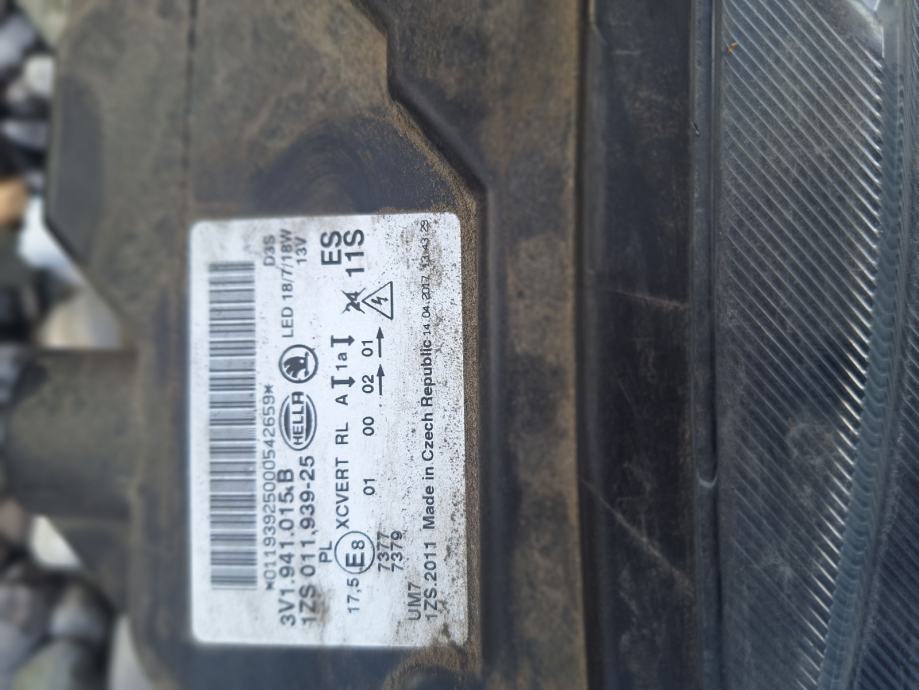 *01193925000542659*
3V1.941.015.B
1ZS 011.939-25
PL
HELLA
D3S
LED 18/7/18W
13V
17,5 E8 XCVERT RL A 1a 24
01 00 02 01
7377
7379
ES
11S
UM7
1ZS.2011 Made in Czech Republic 14.04.2017